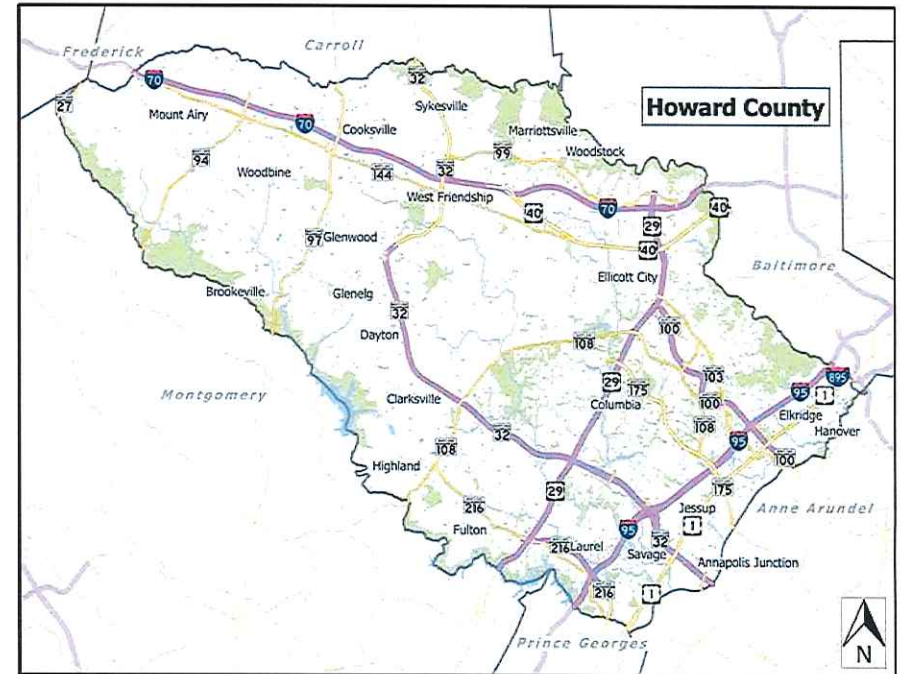 Frederick
Carroll
Howard County
70
32
27
Sykesville
Mount Airy
70
Cooksville
Marriottsville
94
99
Woodstock
Woodbine
144
32
West Friendship
40
70
29
40
97
Glenwood
40
Ellicott City
Baltimore
Brookeville
Glenelg
32
Dayton
100
108
Montgomery
29
175
103
895
95
1
Clarksville
Columbia
100
Elkridge
108
Hanover
32
95
108
100
Highland
29
175
216
Jessup
Anne Arundel
Fulton
95
1
216
Laurel
32
Savage
Annapolis Junction
216
1
Prince Georges
N